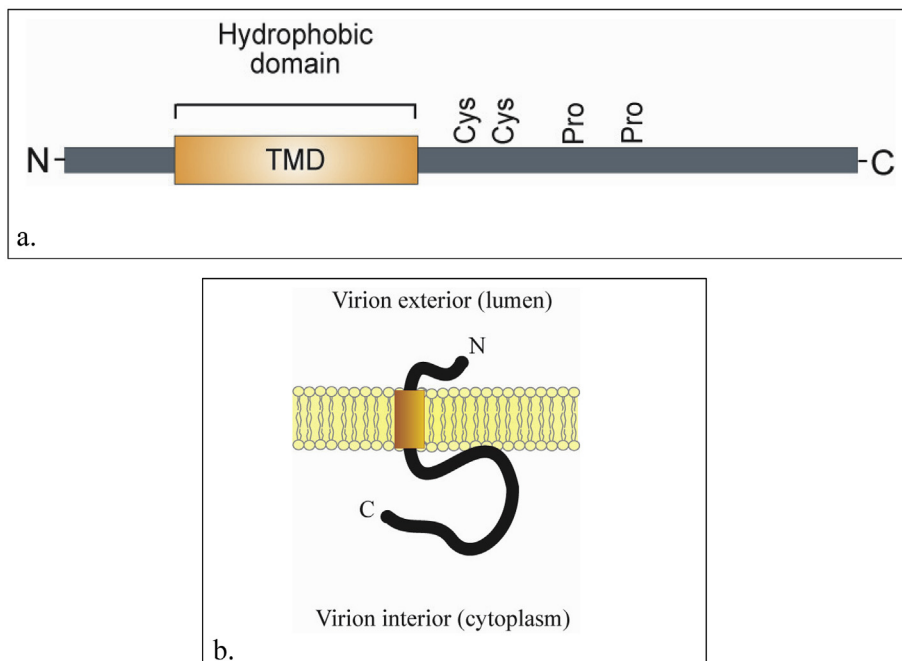 Hydrophobic
domain
Cys Cys Pro Pro
N TMD C
a.
Virion exterior (lumen)
N
C
Virion interior (cytoplasm)
b.